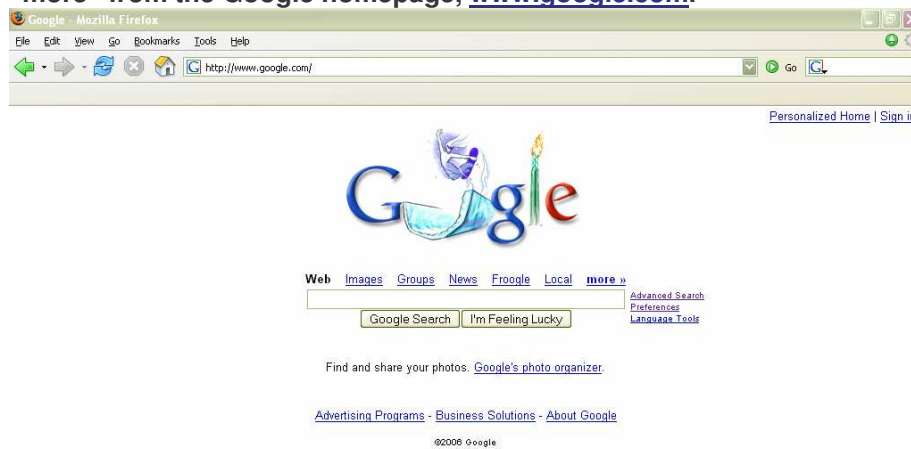 "more" from the Google homepage, www.google.com.
Google - Mozilla Firefox
File Edit View Go Bookmarks Tools Help
http://www.google.com/ Go G
Personalized Home | Sign in
Google
Web Images Groups News Froogle Local more »
Advanced Search
Preferences
Google Search I'm Feeling Lucky Language Tools
Find and share your photos. Google's photo organizer.
Advertising Programs - Business Solutions - About Google
©2006 Google